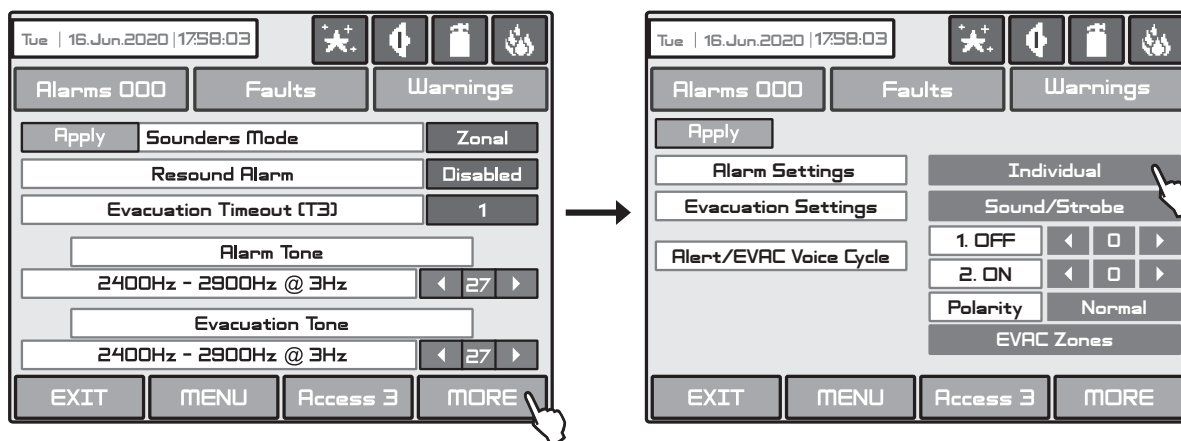 Tue | 16.Jun.2020 | 17:58:03
Alarms 000 Faults Warnings
Apply Sounders Mode Zonal
Resound Alarm Disabled
Evacuation Timeout (T3) 1
Alarm Tone
2400Hz - 2900Hz @ 3Hz 27
Evacuation Tone
2400Hz - 2900Hz @ 3Hz 27
EXIT MENU Access 3 MORE
Tue | 16.Jun.2020 | 17:58:03
Alarms 000 Faults Warnings
Apply
Alarm Settings Individual
Evacuation Settings Sound/Strobe
Alert/EVAC Voice Cycle
1. OFF 0
2. ON 0
Polarity Normal
EVAC Zones
EXIT MENU Access 3 MORE